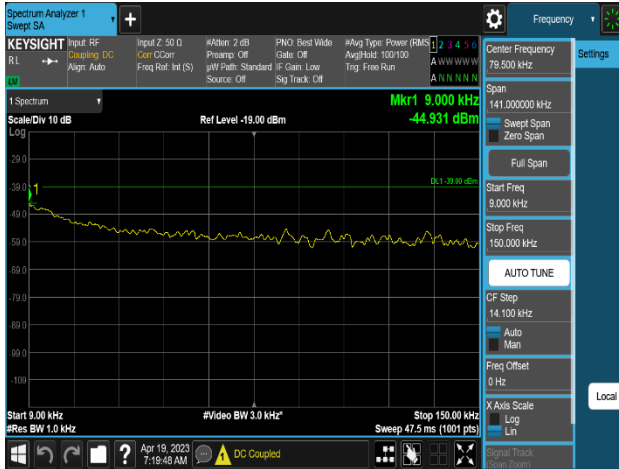 Spectrum Analyzer 1
Swept SA
Frequency
KEYSIGHT
Input: RF
Input Z: 50 Ω
#Atten: 2 dB
PNO: Best Wide
#Avg Type: Power (RMS
1 2 3 4 5 6
RL
Coupling: DC
Corr CCorr
Preamp: Off
Gate: Off
Avg|Hold: 100/100
A W W W W W
Align: Auto
Freq Ref: Int (S)
µW Path: Standard
IF Gain: Low
Trig: Free Run
Source: Off
Sig Track: Off
A N N N N N
1 Spectrum
Mkr1 9.000 kHz
Scale/Div 10 dB
Ref Level -19.00 dBm
-44.931 dBm
Log
-29.0
-39.0
1
DL1 -39.00 dBm
-49.0
-59.0
-69.0
-79.0
-89.0
-99.0
-109
Start 9.00 kHz
#Video BW 3.0 kHz*
Stop 150.00 kHz
#Res BW 1.0 kHz
Sweep 47.5 ms (1001 pts)
Center Frequency
79.500 kHz
Settings
Span
141.000000 kHz
Swept Span
Zero Span
Full Span
Start Freq
9.000 kHz
Stop Freq
150.000 kHz
AUTO TUNE
CF Step
14.100 kHz
Auto
Man
Freq Offset
0 Hz
X Axis Scale
Log
Lin
Local
Signal Track
(Span Zoom)
?
Apr 19, 2023
7:19:48 AM
DC Coupled